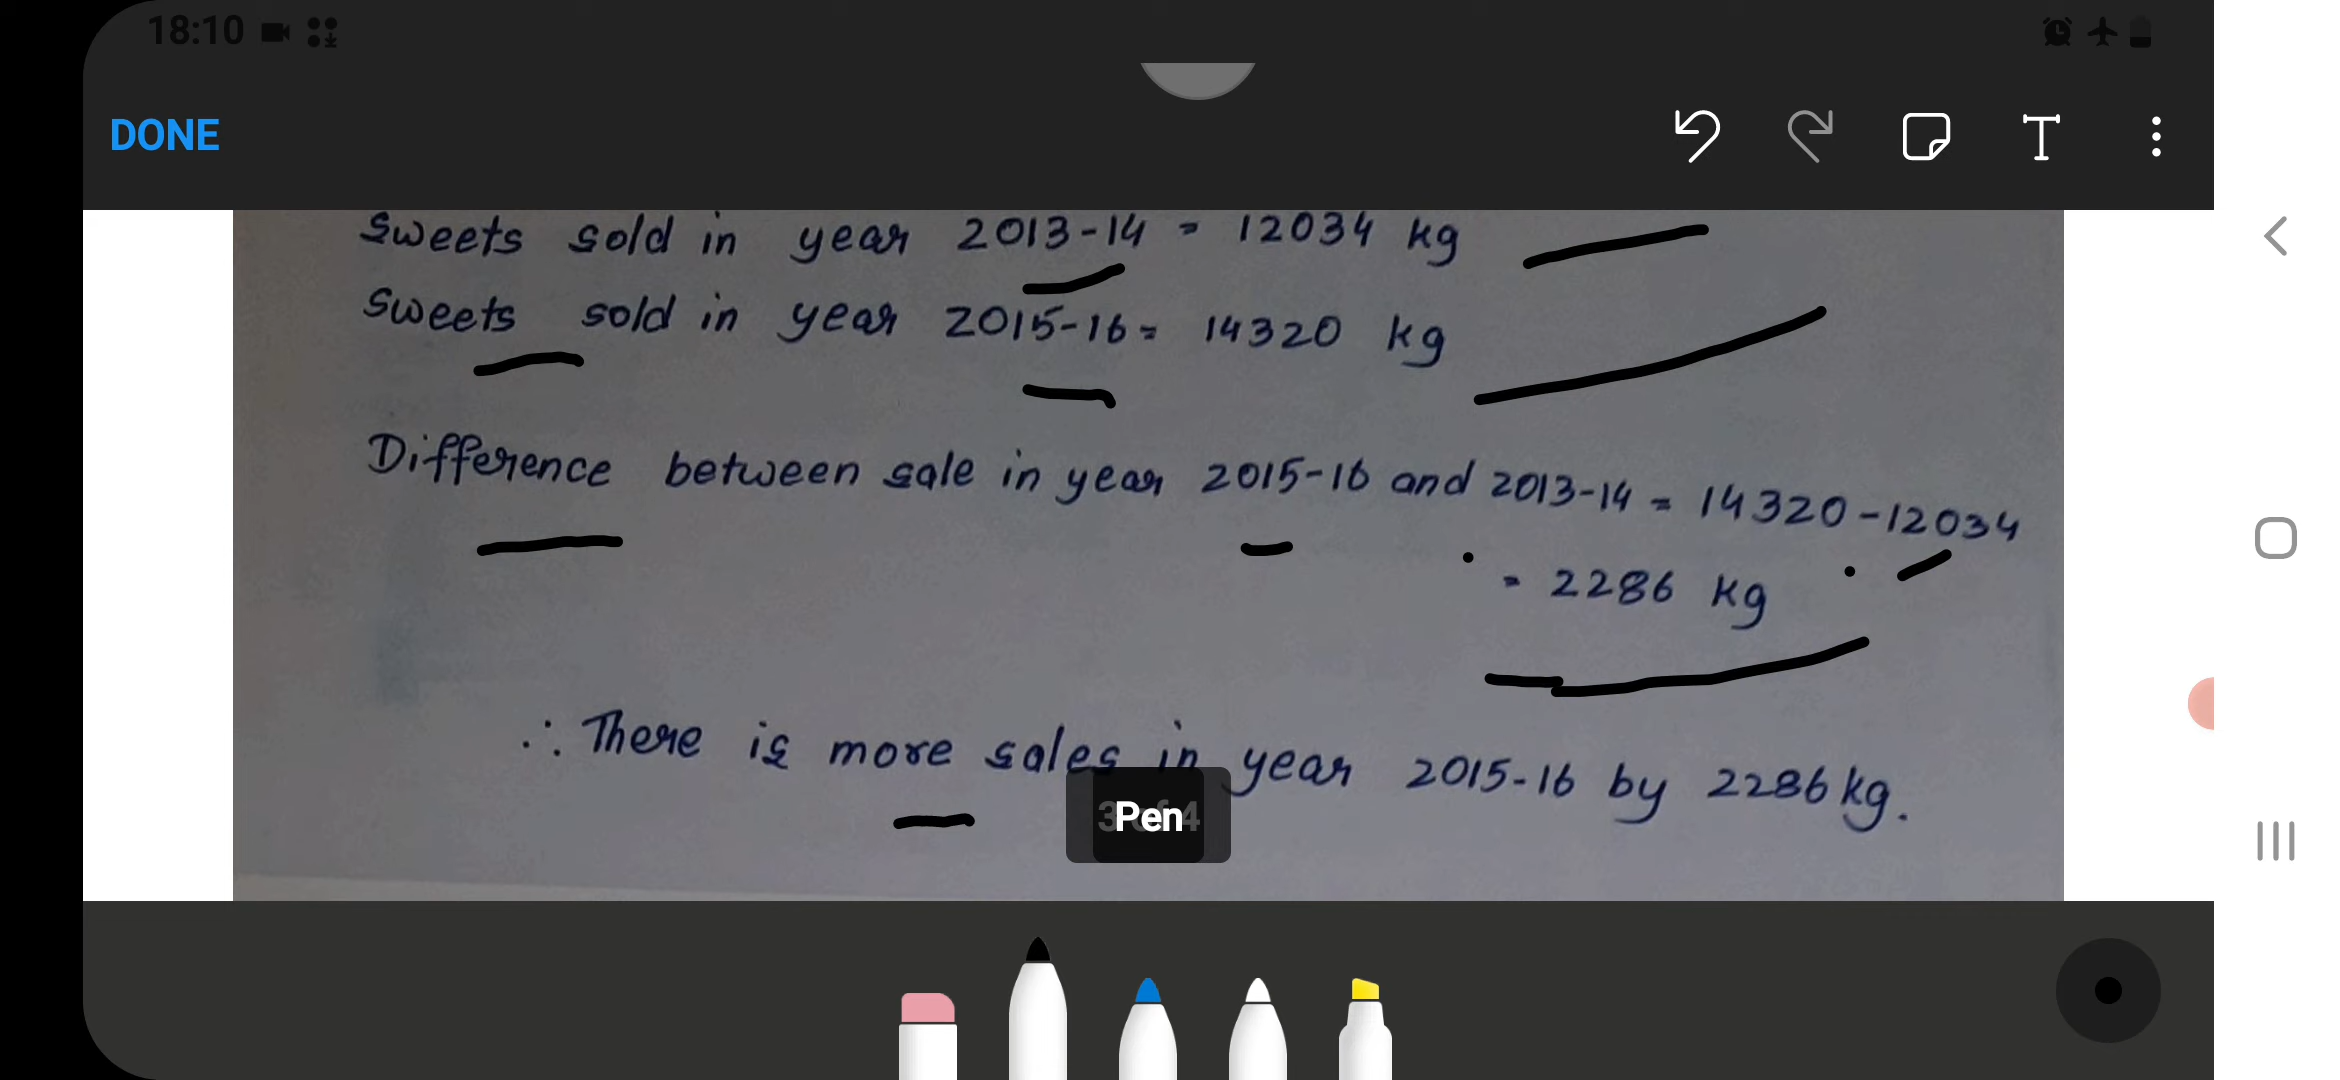 18:10
DONE
Sweets sold in year 2013-14 = 12034 kg
Sweets sold in year 2015-16 = 14320 kg
Difference between sale in year 2015-16 and 2013-14 = 14320-12034
= 2286 kg
∴ There is more sales in year 2015-16 by 2286 kg.
Pen